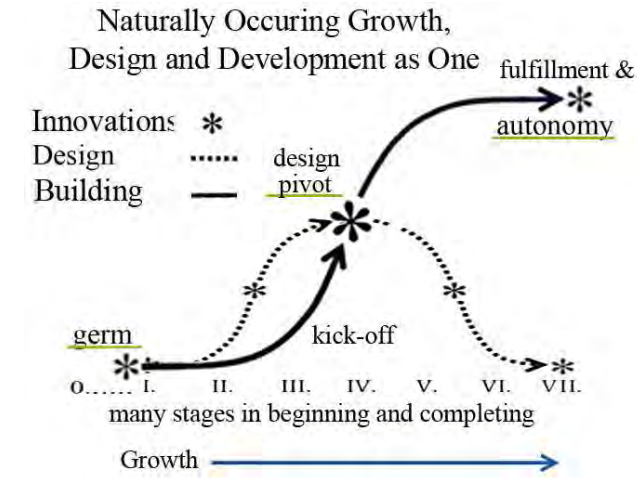 Naturally Occuring Growth,
Design and Development as One
fulfillment &
autonomy
Innovations *
Design
Building
design
pivot
germ
kick-off
0...... I. II. III. IV. V. VI. VII.
many stages in beginning and completing
Growth